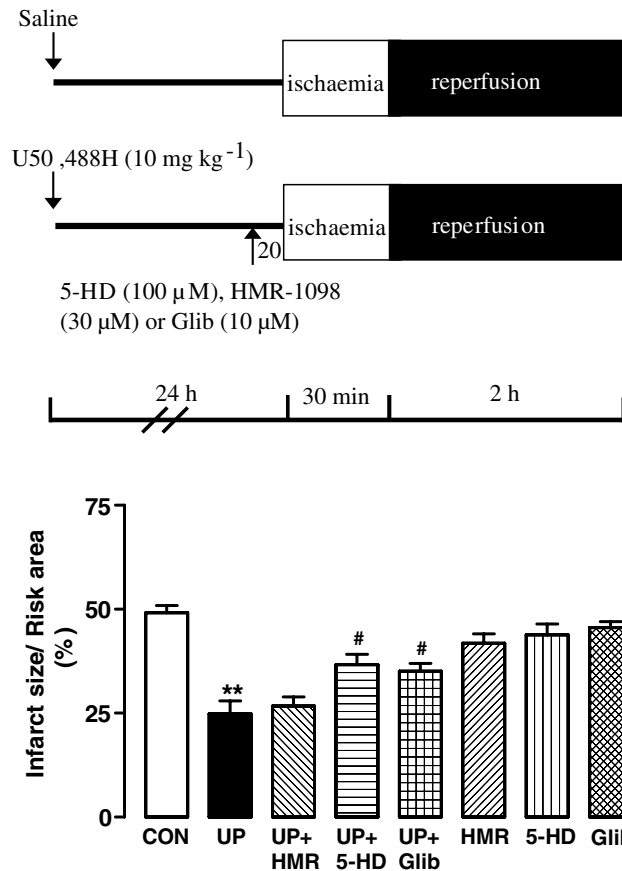 Saline
ischaemia
reperfusion
U50 ,488H (10 mg kg-1)
ischaemia
reperfusion
20
5-HD (100 µM), HMR-1098
(30 µM) or Glib (10 µM)
24 h
30 min
2 h
Infarct size/ Risk area
(%)
75
50
25
0
**
#
#
CON
UP
UP+
HMR
UP+
5-HD
UP+
Glib
HMR
5-HD